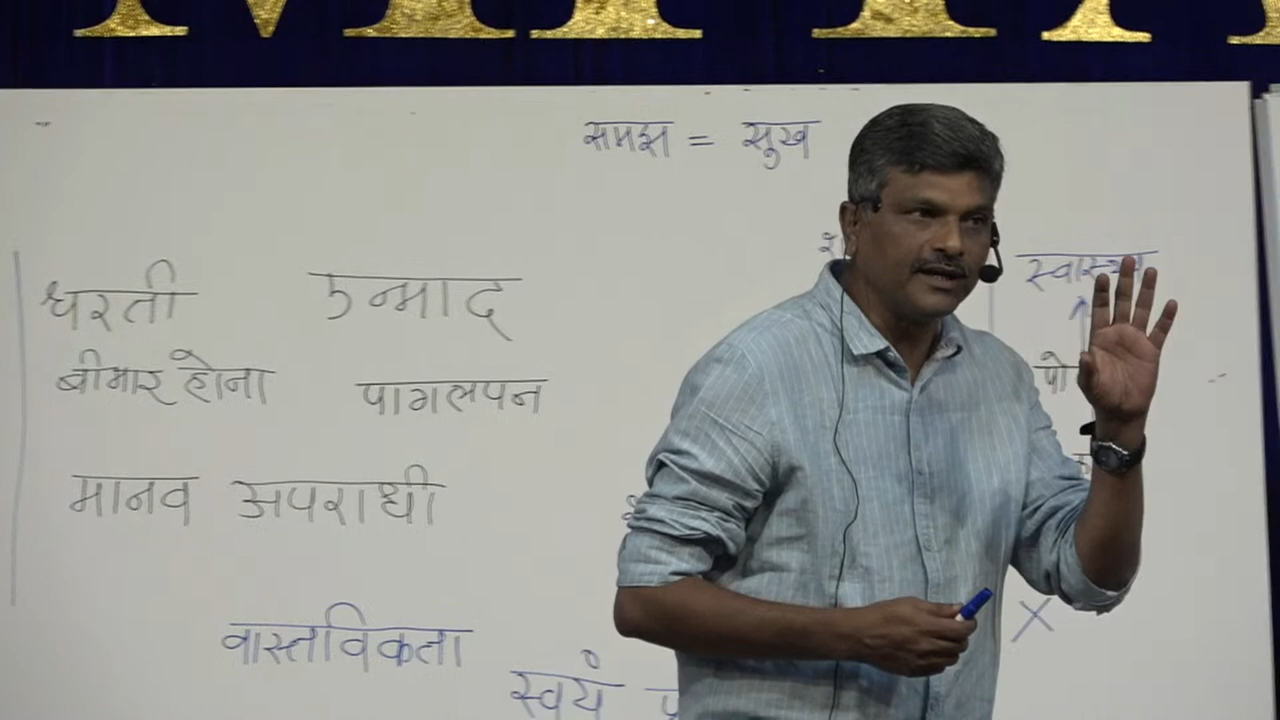 समझ = सुख
धरती उन्माद
बीमार होना पागलपन
मानव अपराधी
वास्तविकता
स्वयं
स्वास्थ्य
पो
X